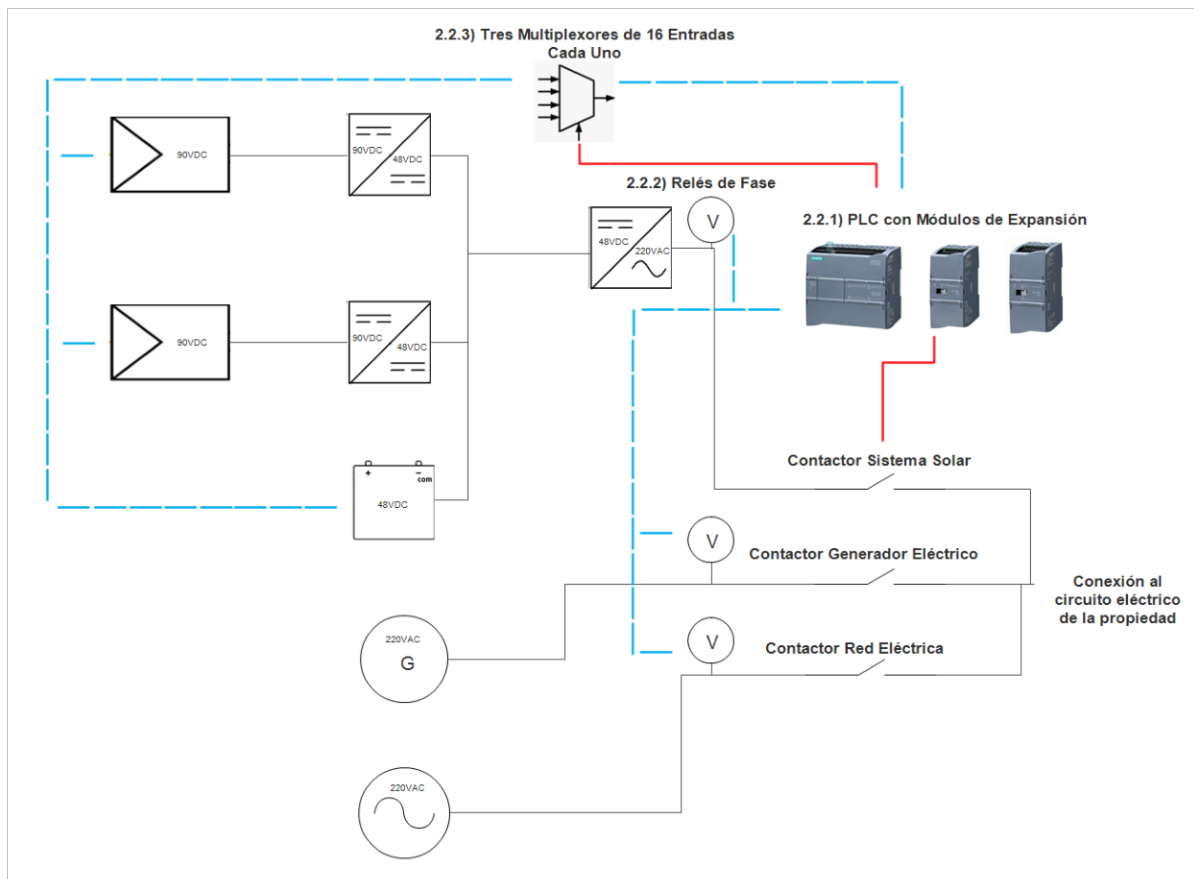 2.2.3) Tres Multiplexores de 16 Entradas
Cada Uno
90VDC
90VDC
48VDC
2.2.2) Relés de Fase
V
48VDC
220VAC
2.2.1) PLC con Módulos de Expansión
90VDC
90VDC
48VDC
Contactor Sistema Solar
+ −
com
48VDC
V
Contactor Generador Eléctrico
Conexión al
circuito eléctrico
de la propiedad
220VAC
G
V
Contactor Red Eléctrica
220VAC